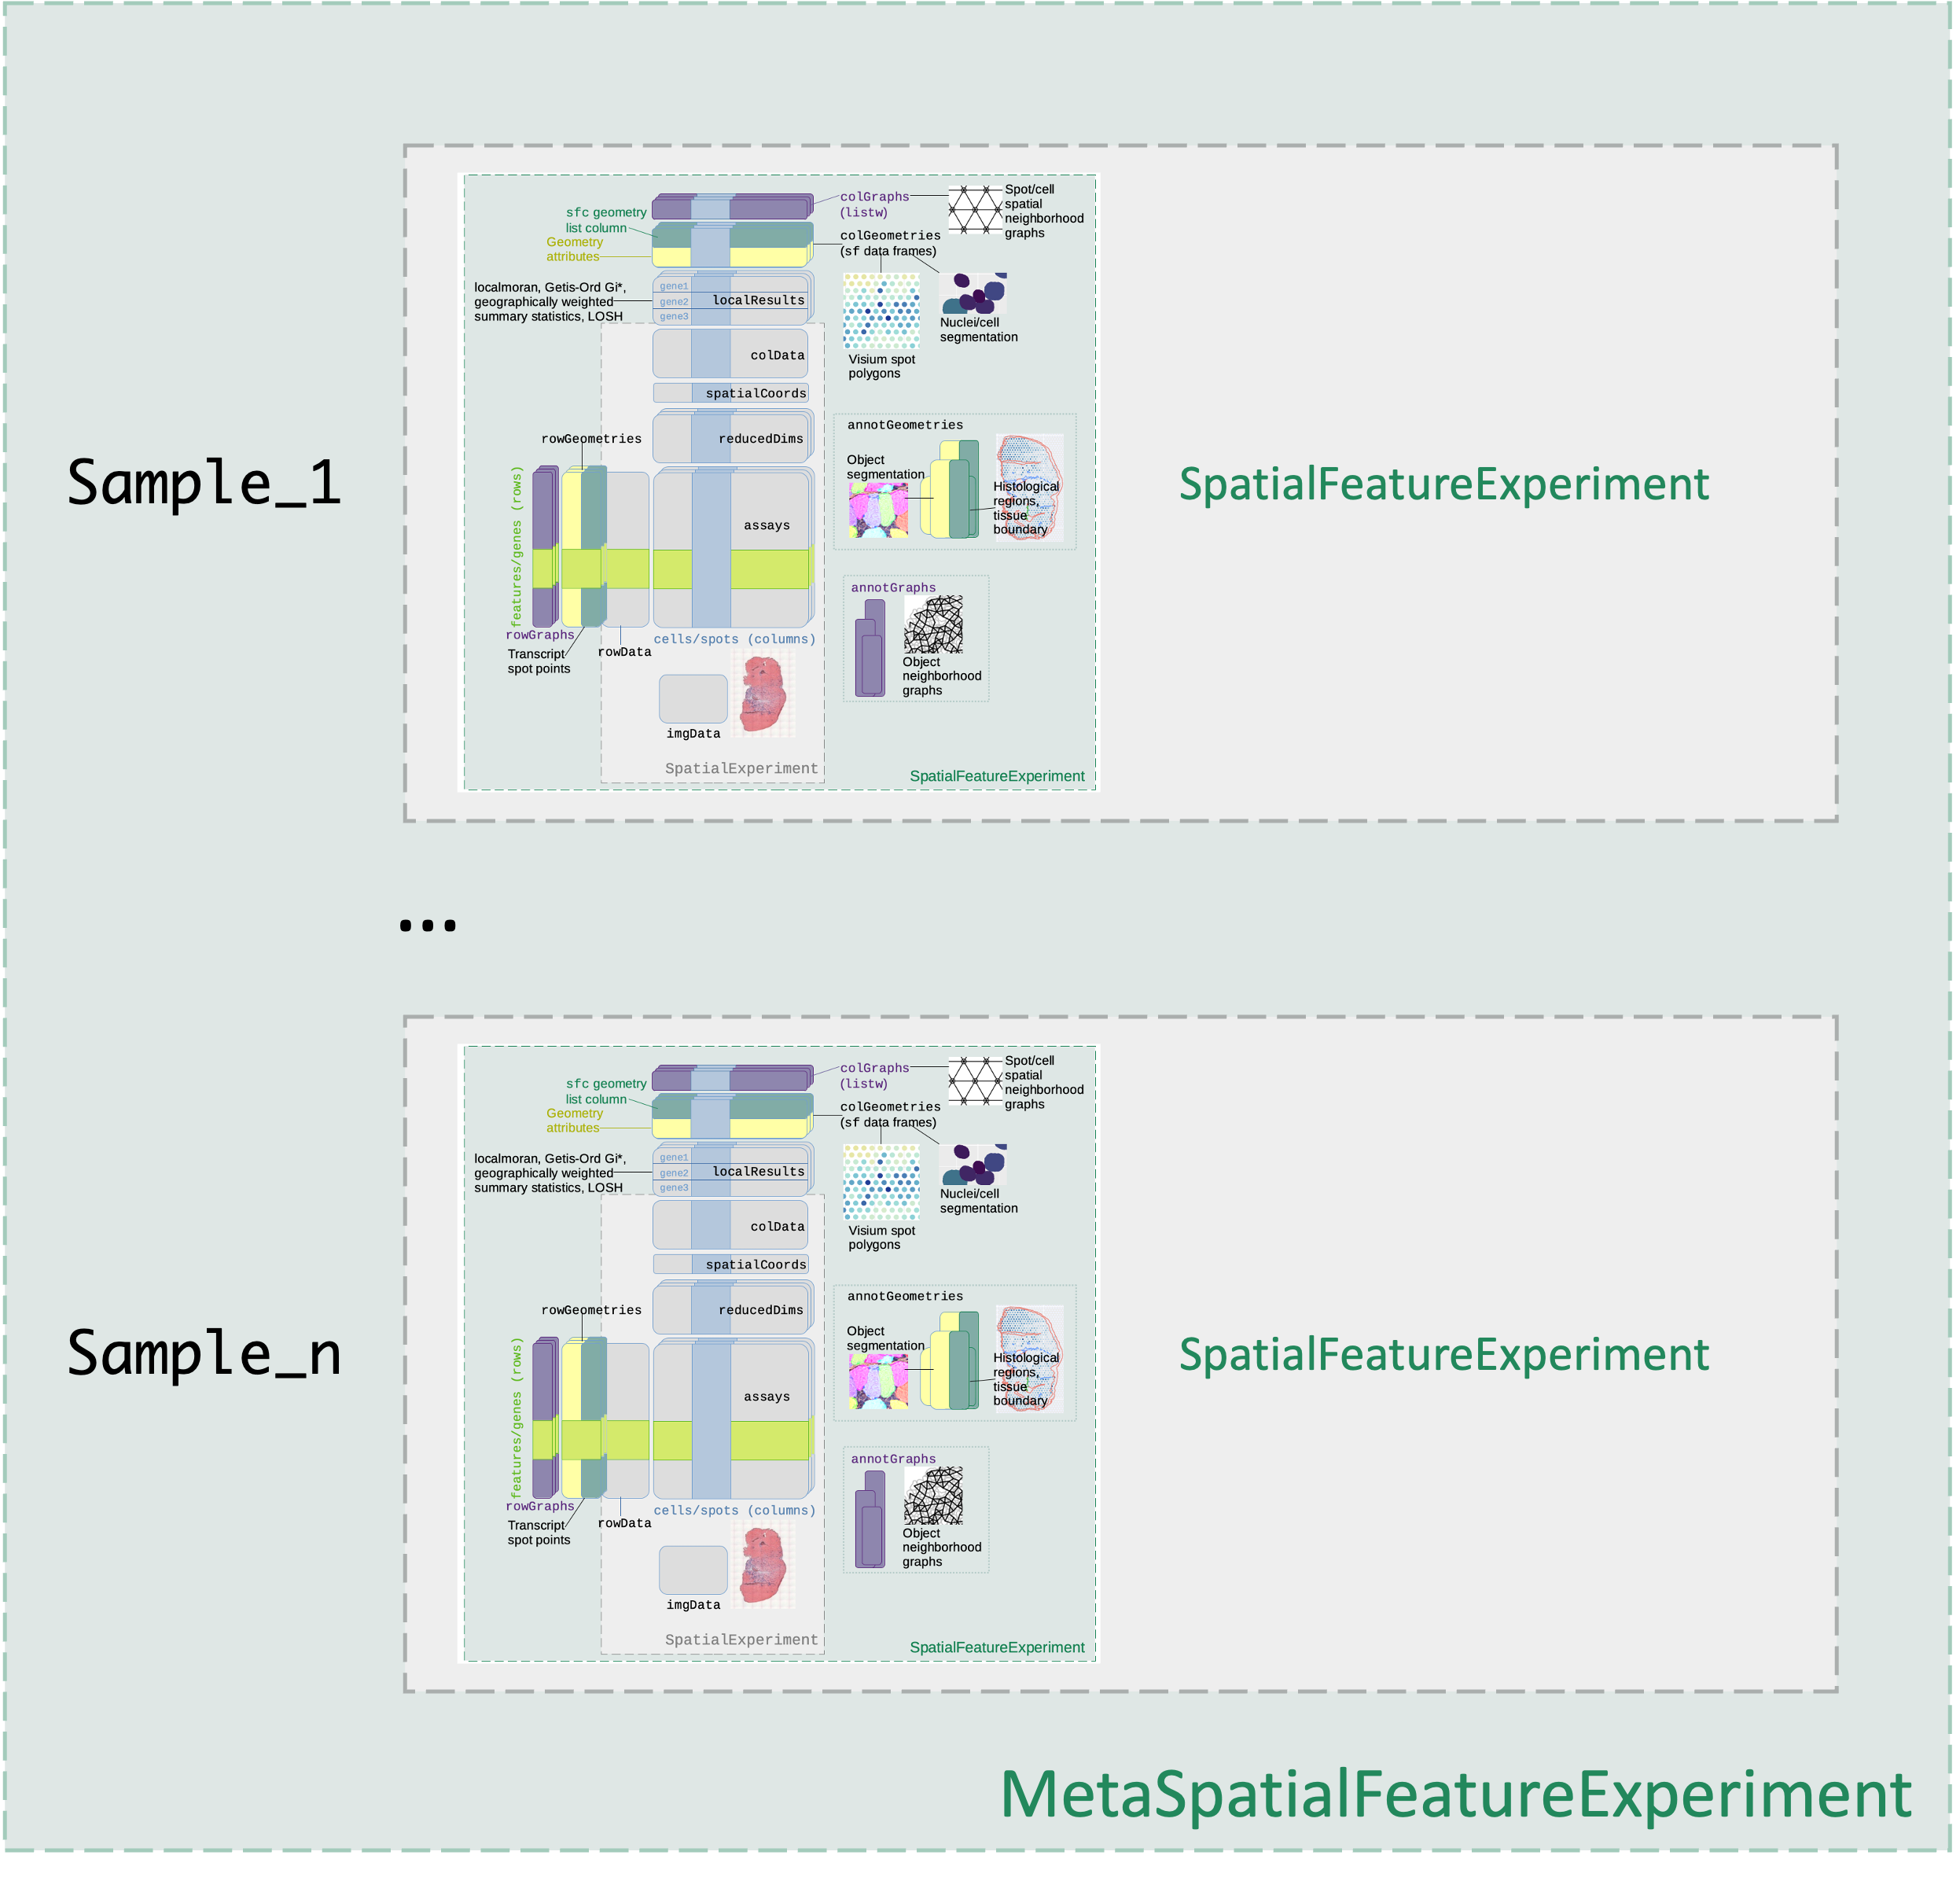 Sample_1
sfc geometry
list column
Geometry
attributes
localmoran, Getis-Ord Gi*,
geographically weighted
summary statistics, LOSH
gene1
gene2
gene3
localResults
colData
spatialCoords
reducedDims
rowGeometries
features/genes (rows)
assays
rowGraphs
Transcript
spot points
rowData
cells/spots (columns)
imgData
SpatialExperiment
colGraphs
(listw)
Spot/cell
spatial
neighborhood
graphs
colGeometries
(sf data frames)
Visium spot
polygons
Nuclei/cell
segmentation
annotGeometries
Object
segmentation
Histological
regions,
tissue
boundary
annotGraphs
Object
neighborhood
graphs
SpatialFeatureExperiment
SpatialFeatureExperiment
...
Sample_n
sfc geometry
list column
Geometry
attributes
localmoran, Getis-Ord Gi*,
geographically weighted
summary statistics, LOSH
gene1
gene2
gene3
localResults
colData
spatialCoords
reducedDims
rowGeometries
features/genes (rows)
assays
rowGraphs
Transcript
spot points
rowData
cells/spots (columns)
imgData
SpatialExperiment
colGraphs
(listw)
Spot/cell
spatial
neighborhood
graphs
colGeometries
(sf data frames)
Visium spot
polygons
Nuclei/cell
segmentation
annotGeometries
Object
segmentation
Histological
regions,
tissue
boundary
annotGraphs
Object
neighborhood
graphs
SpatialFeatureExperiment
SpatialFeatureExperiment
MetaSpatialFeatureExperiment